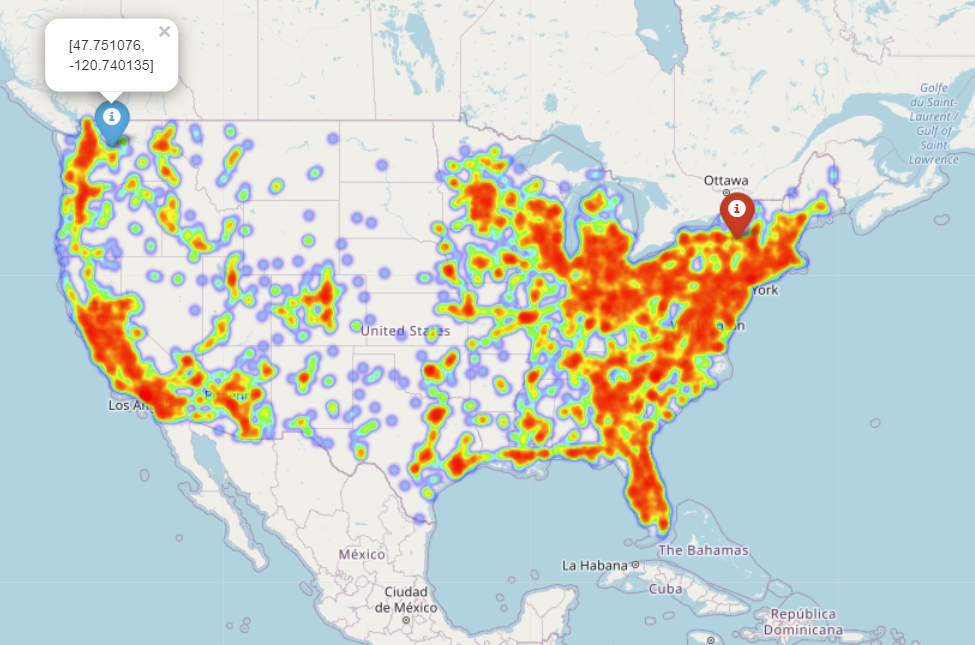 ×
[47.751076,
-120.740135]
i
Golfe
du Saint-
Laurent /
Gulf of
Saint
Lawrence
Ottawa
i
York
United States
Los
México
Ciudad
de México
La Habana
The Bahamas
Cuba
República
Dominicana